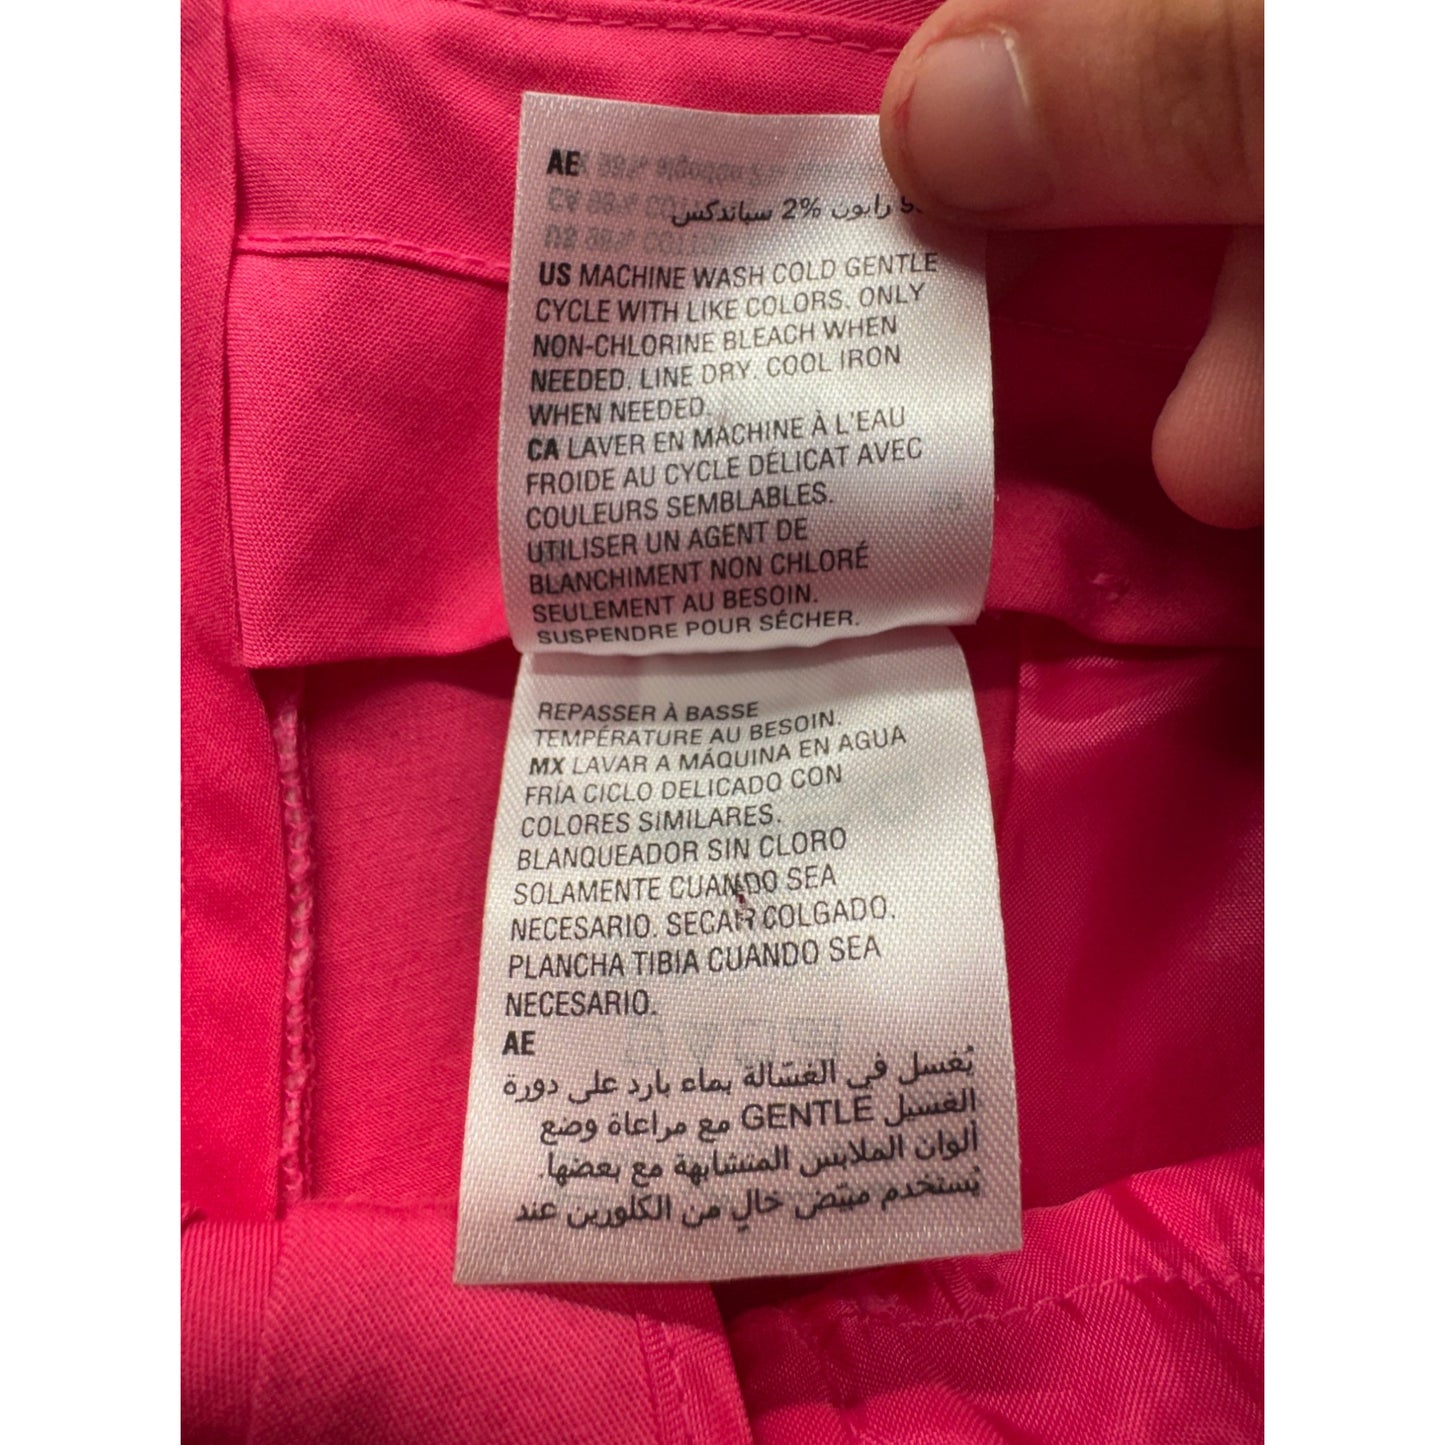 AE
رايون 2% سباندكس
US MACHINE WASH COLD GENTLE
CYCLE WITH LIKE COLORS. ONLY
NON-CHLORINE BLEACH WHEN
NEEDED. LINE DRY. COOL IRON
WHEN NEEDED.
CA LAVER EN MACHINE À L'EAU
FROIDE AU CYCLE DÉLICAT AVEC
COULEURS SEMBLABLES.
UTILISER UN AGENT DE
BLANCHIMENT NON CHLORÉ
SEULEMENT AU BESOIN.
SUSPENDRE POUR SÉCHER.
REPASSER À BASSE
TEMPÉRATURE AU BESOIN.
MX LAVAR A MÁQUINA EN AGUA
FRÍA CICLO DELICADO CON
COLORES SIMILARES.
BLANQUEADOR SIN CLORO
SOLAMENTE CUANDO SEA
NECESARIO. SECAR COLGADO.
PLANCHA TIBIA CUANDO SEA
NECESARIO.
AE
يُغسل في الغسّالة بماء بارد على دورة
الغسيل GENTLE مع مراعاة وضع
ألوان الملابس المتشابهة مع بعضها.
يُستخدم مبيّض خالٍ من الكلورين عند